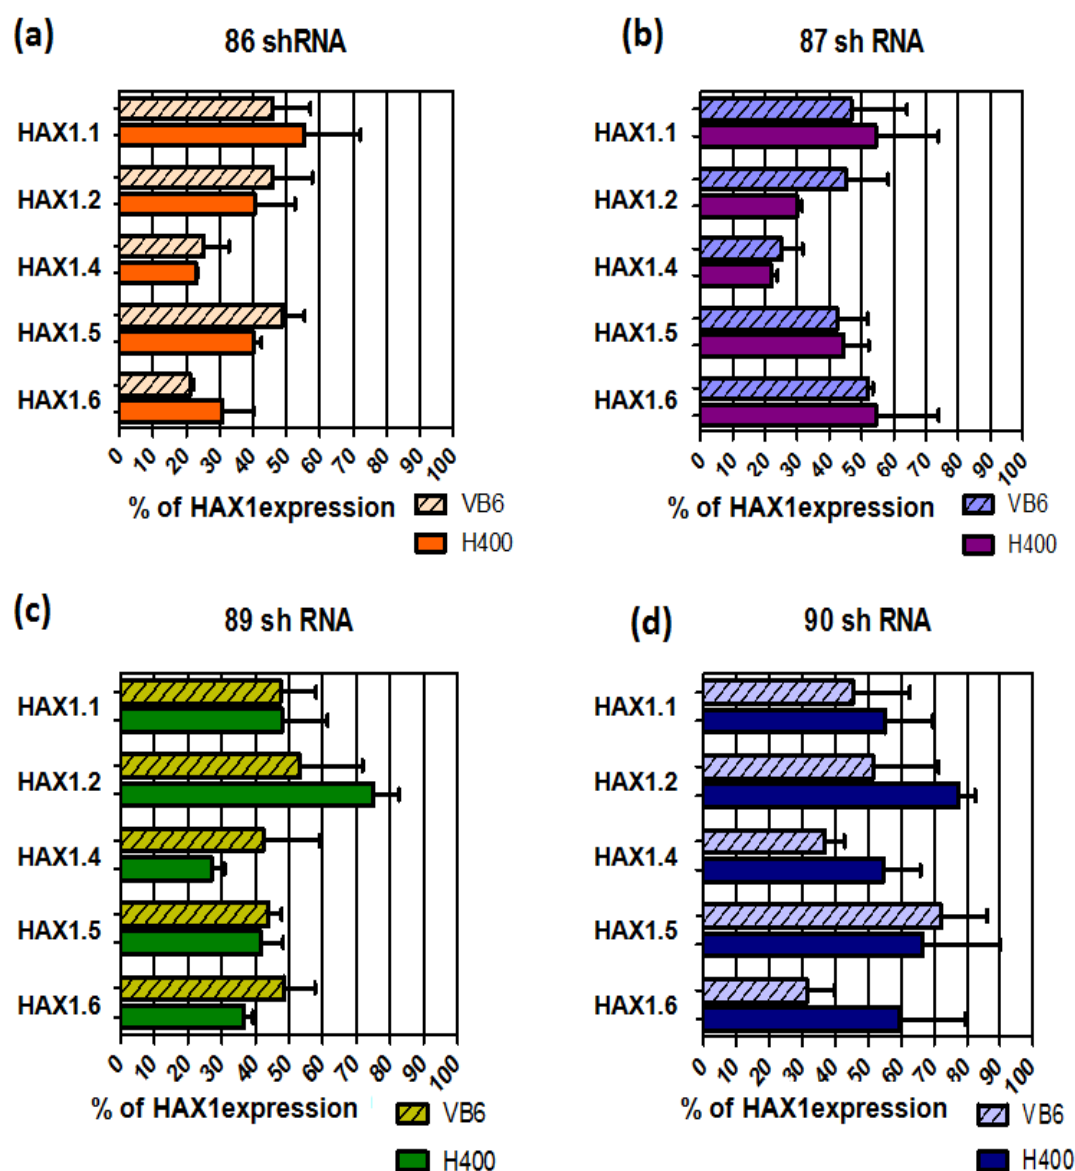 (a)
86 shRNA
HAX1.1
HAX1.2
HAX1.4
HAX1.5
HAX1.6
0 10 20 30 40 50 60 70 80 90 100
% of HAX1expression
VB6
H400
(b)
87 sh RNA
HAX1.1
HAX1.2
HAX1.4
HAX1.5
HAX1.6
0 10 20 30 40 50 60 70 80 90 100
% of HAX1expression
VB6
H400
(c)
89 sh RNA
HAX1.1
HAX1.2
HAX1.4
HAX1.5
HAX1.6
0 10 20 30 40 50 60 70 80 90 100
% of HAX1expression
VB6
H400
(d)
90 sh RNA
HAX1.1
HAX1.2
HAX1.4
HAX1.5
HAX1.6
0 10 20 30 40 50 60 70 80 90 100
% of HAX1expression
VB6
H400